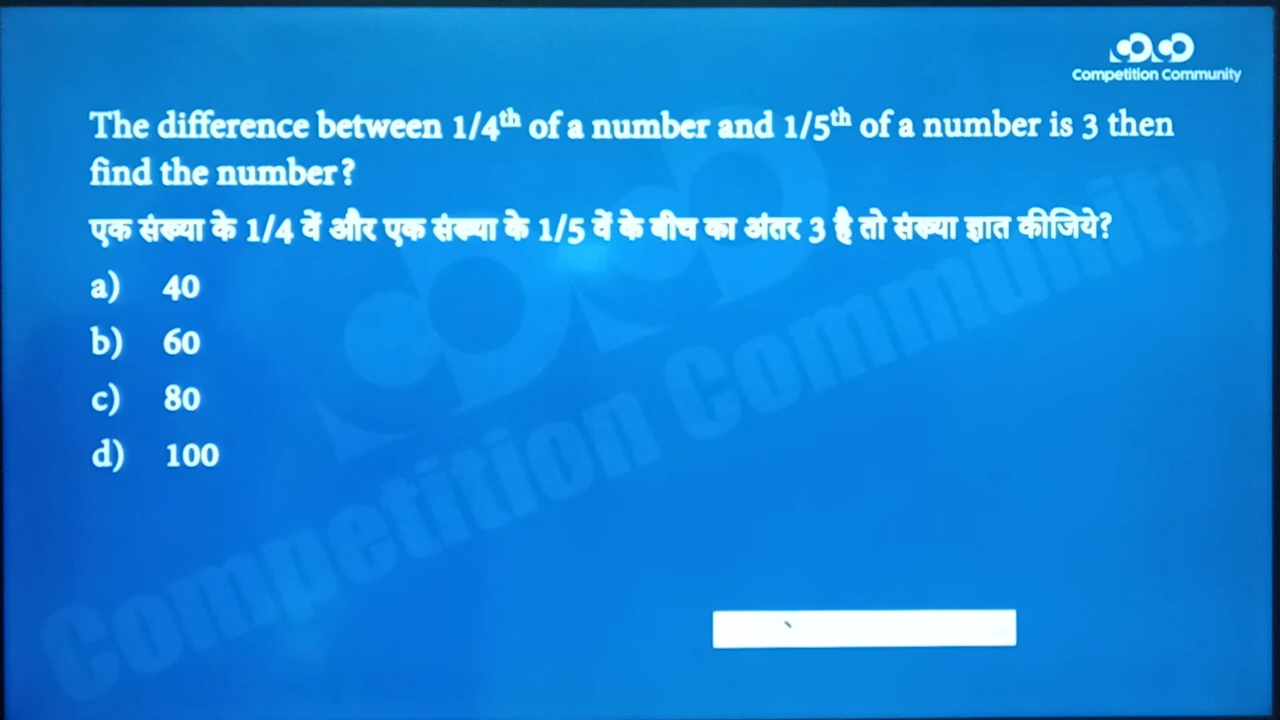 Competition Community
The difference between 1/4th of a number and 1/5th of a number is 3 then
find the number?
एक संख्या के 1/4 वें और एक संख्या के 1/5 वें के बीच का अंतर 3 है तो संख्या ज्ञात कीजिये?
a) 40
b) 60
c) 80
d) 100
Competition Community